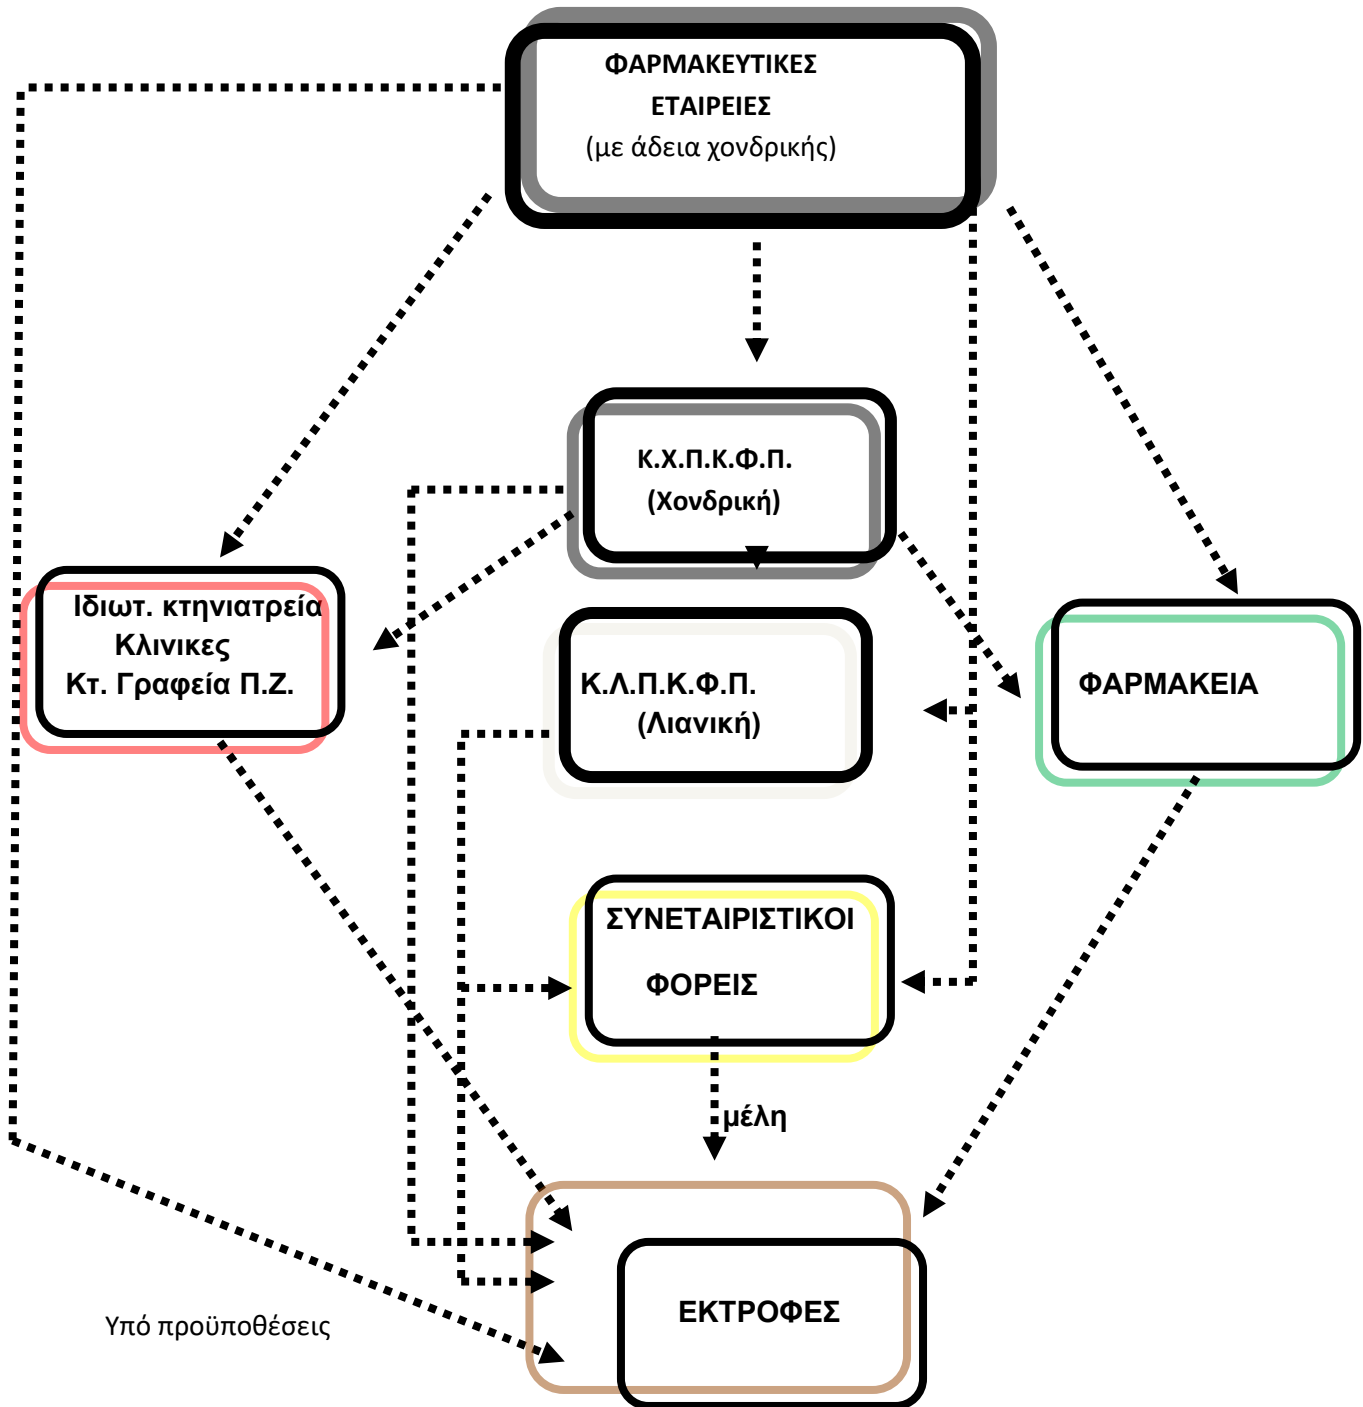 ΦΑΡΜΑΚΕΥΤΙΚΕΣ
ΕΤΑΙΡΕΙΕΣ
(με άδεια χονδρικής)
Κ.Χ.Π.Κ.Φ.Π.
(Χονδρική)
Ιδιωτ. κτηνιατρεία
Κλινικες
Κτ. Γραφεία Π.Ζ.
Κ.Λ.Π.Κ.Φ.Π.
(Λιανική)
ΦΑΡΜΑΚΕΙΑ
ΣΥΝΕΤΑΙΡΙΣΤΙΚΟΙ
ΦΟΡΕΙΣ
μέλη
ΕΚΤΡΟΦΕΣ
Υπό προϋποθέσεις